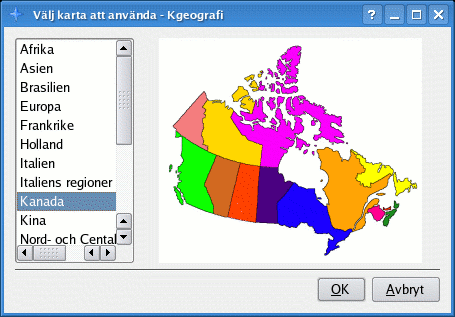 Välj karta att använda - Kgeografi
Afrika
Asien
Brasilien
Europa
Frankrike
Holland
Italien
Italiens regioner
Kanada
Kina
Nord- och Cental
OK
Avbryt